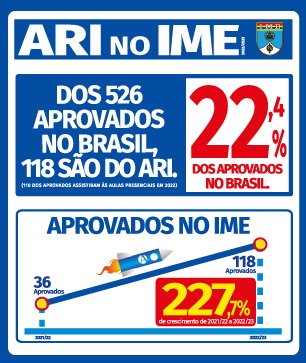 ARI NO IME
2022/2023
DOS 526
APROVADOS
NO BRASIL,
118 SÃO DO ARI.
(110 DOS APROVADOS ASSISTIRAM ÀS AULAS PRESENCIAIS EM 2022)
22,4%
DOS APROVADOS
NO BRASIL.
APROVADOS NO IME
36
Aprovados
118
Aprovados
227,7%
de crescimento de 2021/22 a 2022/23
2021/22
2022/23